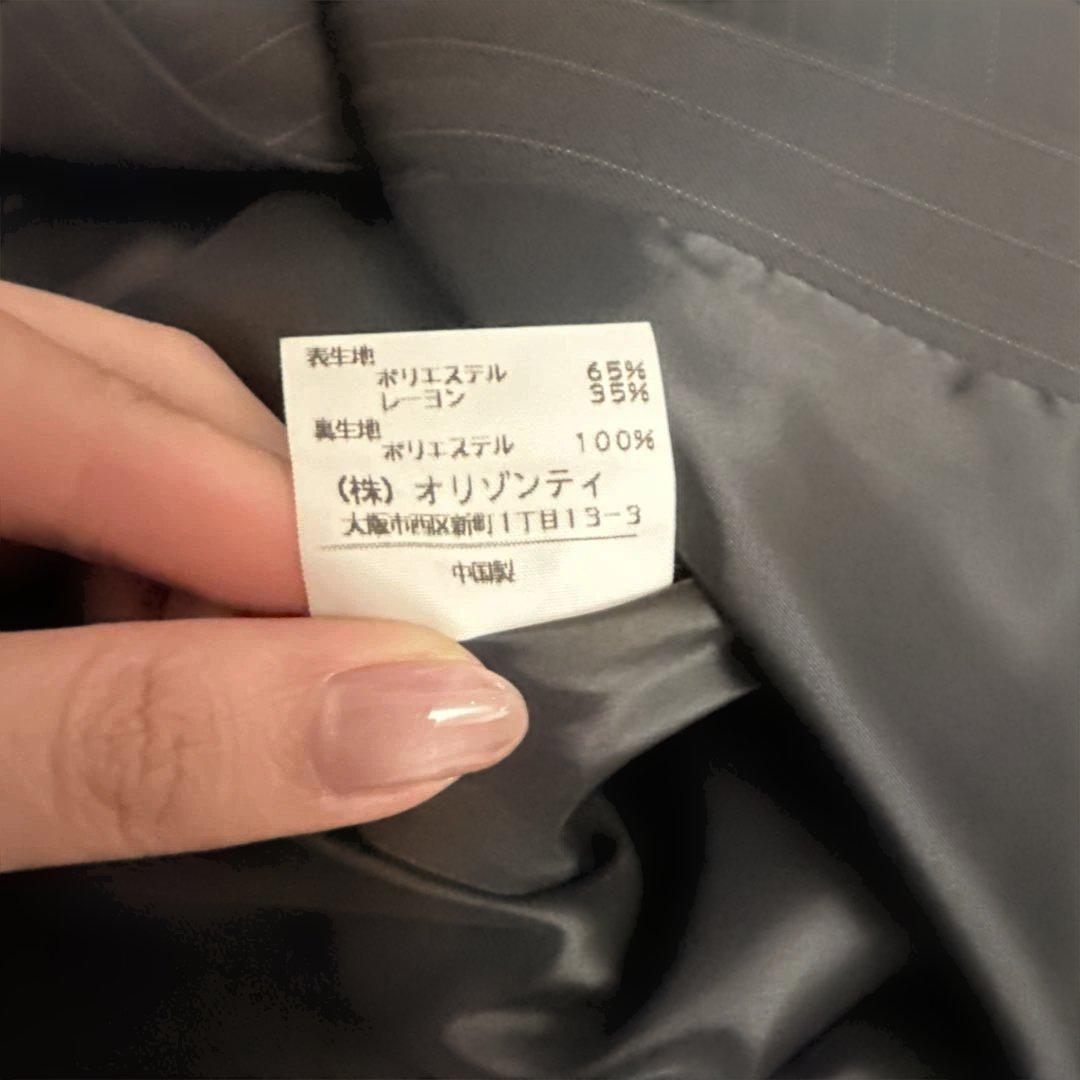 表生地
ポリエステル 65%
レーヨン 35%
裏生地
ポリエステル 100%
(株) オリゾンティ
大阪市西区新町1丁目13-3
中国製